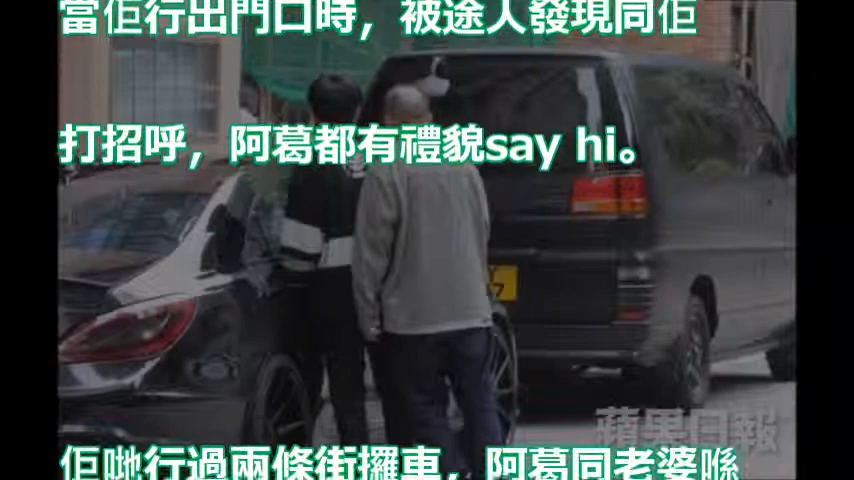 當佢行出門口時，被途人發現同佢
打招呼，阿葛都有禮貌say hi。
蘋果日報
佢哋行過兩條街攞車，阿葛同老婆喺